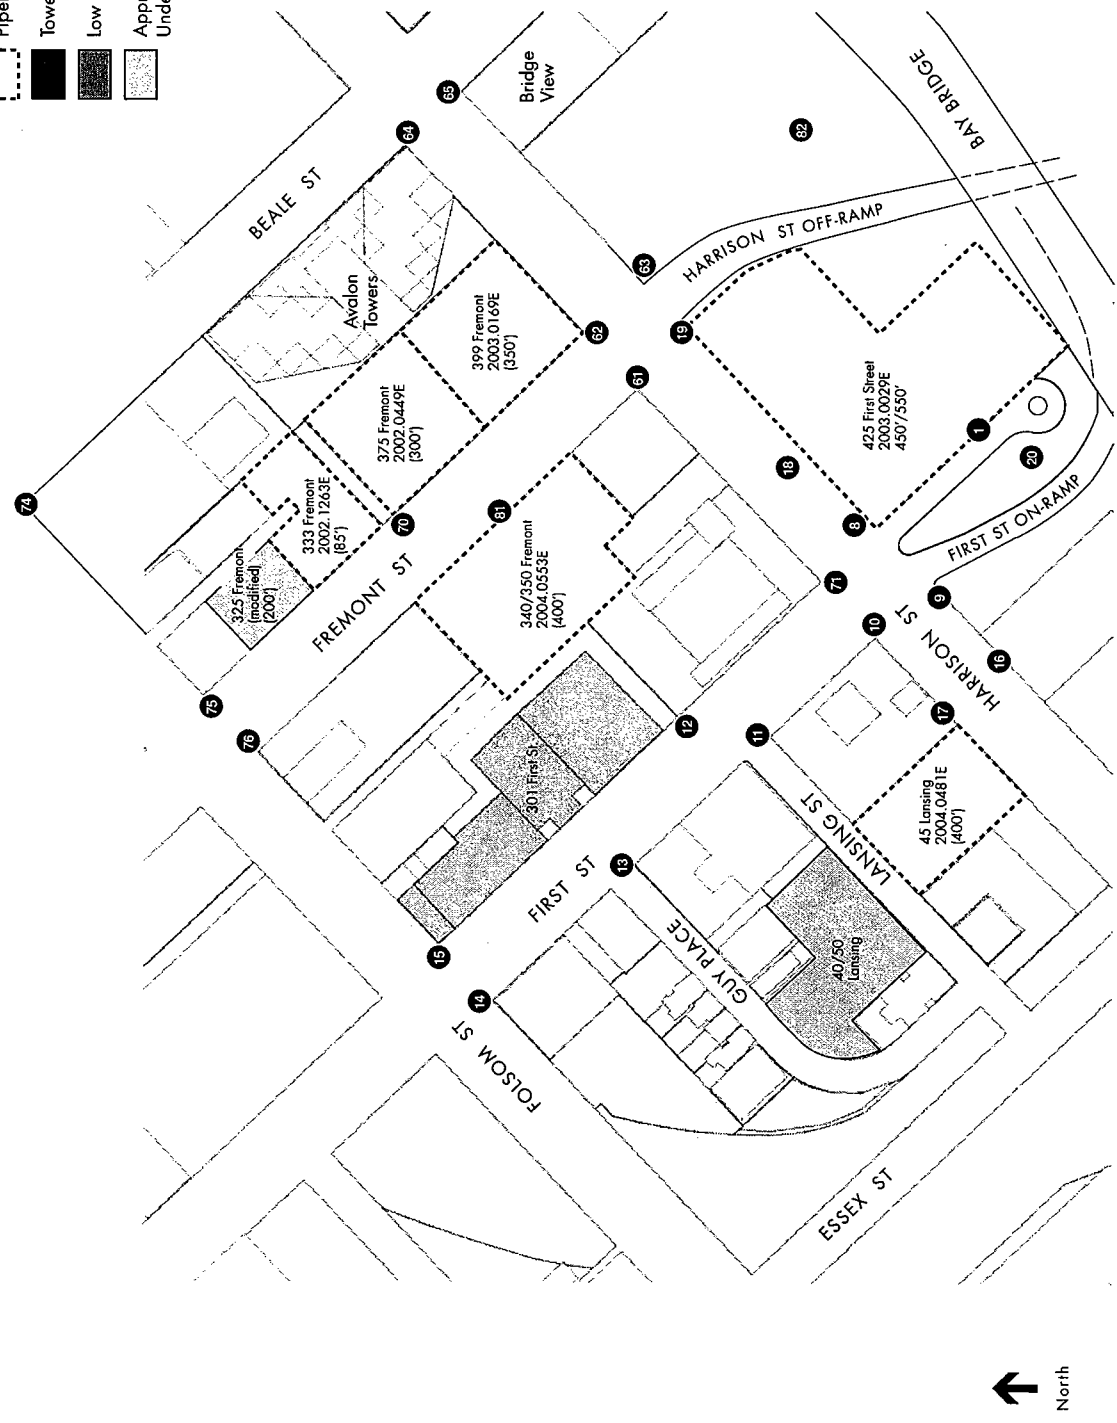 Tower
Low
65
64
Bridge
View
82
BAY BRIDGE
BEALE ST
Avalon
Towers
63
HARRISON ST OFF-RAMP
399 Fremont
2003.0169E
(350')
62
19
61
375 Fremont
2002.0449E
(300')
425 First Street
2003.0029E
450'/550'
1
20
18
74
333 Fremont
2002.1263E
(85')
70
81
8
FIRST ST ON-RAMP
325 Fremont
(modified)
(200')
FREMONT ST
340/350 Fremont
2004.0553E
(400')
71
9
10
HARRISON ST
16
75
76
12
11
17
301 First St.
LANSING ST
45 Lansing
2004.0481E
(400')
13
FIRST ST
15
GUY PLACE
40/50
Lansing
14
FOLSOM ST
ESSEX ST
North